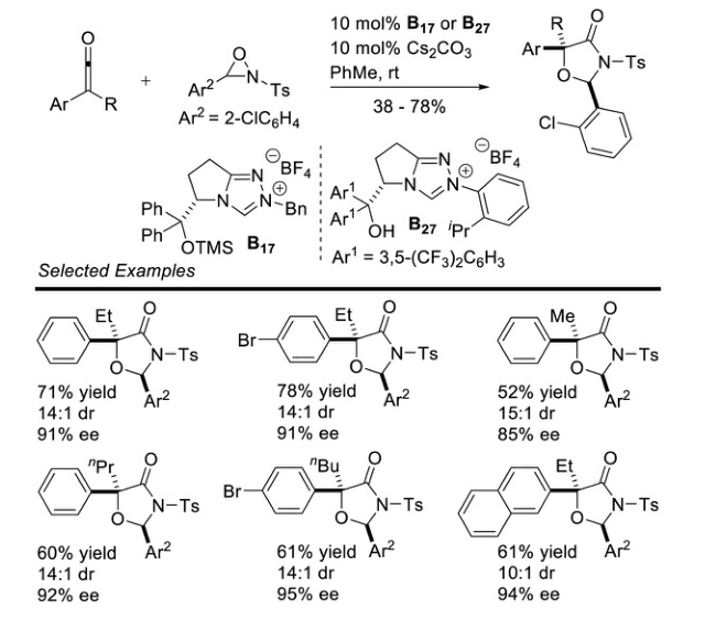 10 mol% B₁₇ or B₂₇
10 mol% Cs₂CO₃
PhMe, rt
38 - 78%
O
Ar
R
+
O
Ar²
N
Ts
Ar² = 2-ClC₆H₄
R
O
Ar
N–Ts
O
Cl
⊖
BF₄
N
⊕
N
N
Bn
Ph
Ph
OTMS
B₁₇
⊖
BF₄
N
⊕
N
N
Ar¹
Ar¹
OH
B₂₇
ⁱPr
Ar¹ = 3,5-(CF₃)₂C₆H₃
Selected Examples
Et
O
N–Ts
O
Ar²
71% yield
14:1 dr
91% ee
Br
Et
O
N–Ts
O
Ar²
78% yield
14:1 dr
91% ee
Me
O
N–Ts
O
Ar²
52% yield
15:1 dr
85% ee
ⁿPr
O
N–Ts
O
Ar²
60% yield
14:1 dr
92% ee
Br
ⁿBu
O
N–Ts
O
Ar²
61% yield
14:1 dr
95% ee
Et
O
N–Ts
O
Ar²
61% yield
10:1 dr
94% ee